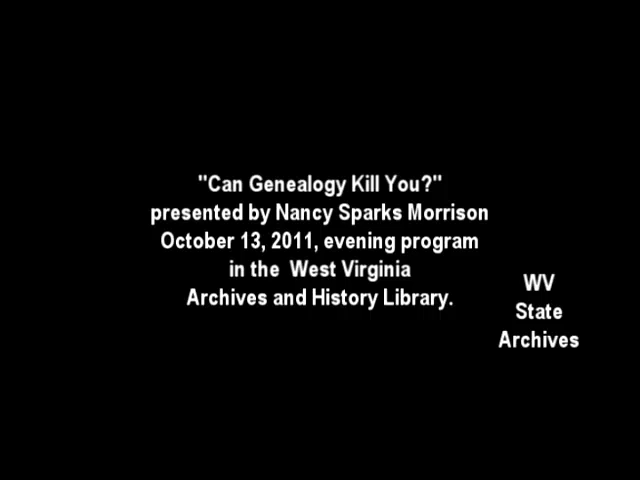 "Can Genealogy Kill You?"
presented by Nancy Sparks Morrison
October 13, 2011, evening program
in the West Virginia
Archives and History Library.
WV
State
Archives